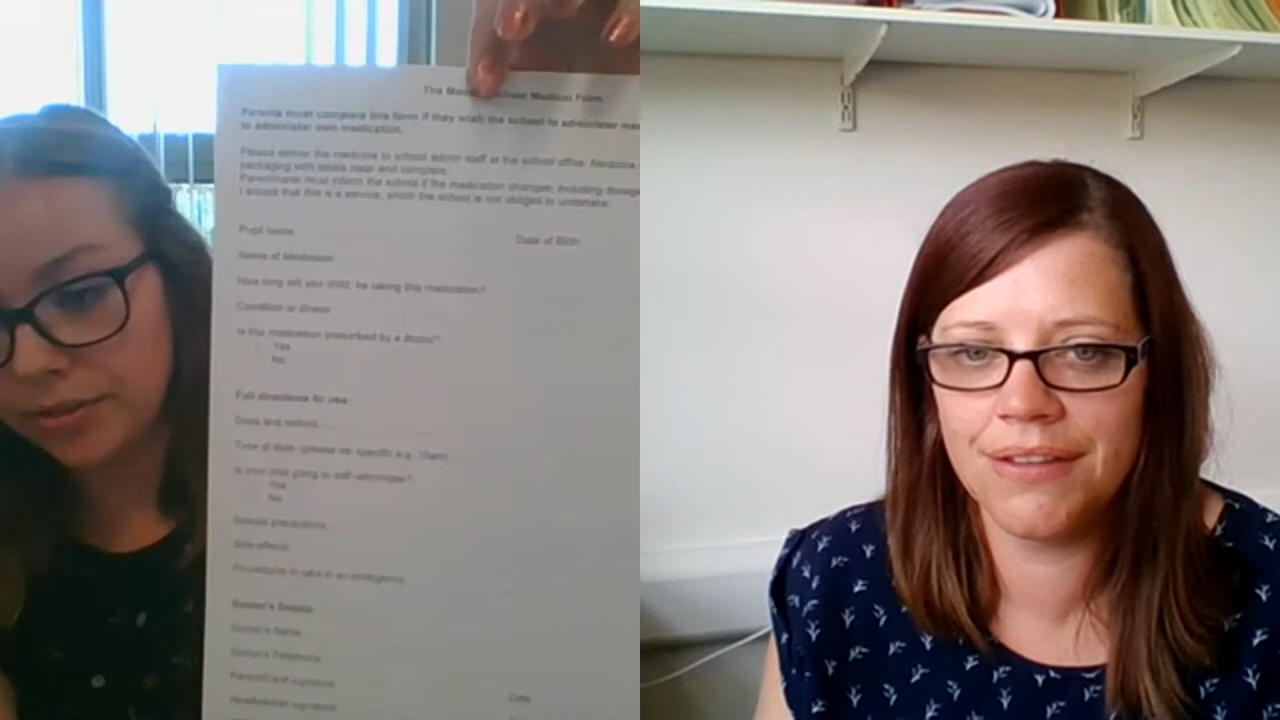 The School Medical Form
Parents must complete this form if they wish the school to administer
to administer own medication.
Please deliver the medicine to school admin staff at the school office. Medicine
packaging with labels clear and complete.
Parent/carer must inform the school if the medication changes, including dosage
I accept that this is a service, which the school is not obliged to undertake.
Pupil name Date of Birth
Name of Medication
How long will your child be taking this medication?
Condition or illness
Is this medication prescribed by a doctor?
Yes
No
Full directions for use
Dose and method
Time of dose (please be specific e.g.
Is your child going to self-administer?
Yes
No
Special precautions
Side effects
Procedures to take in an emergency
Doctor's Details
Doctor's Name
Doctor's Telephone
Parent/Carer signature
Headteacher signature Date